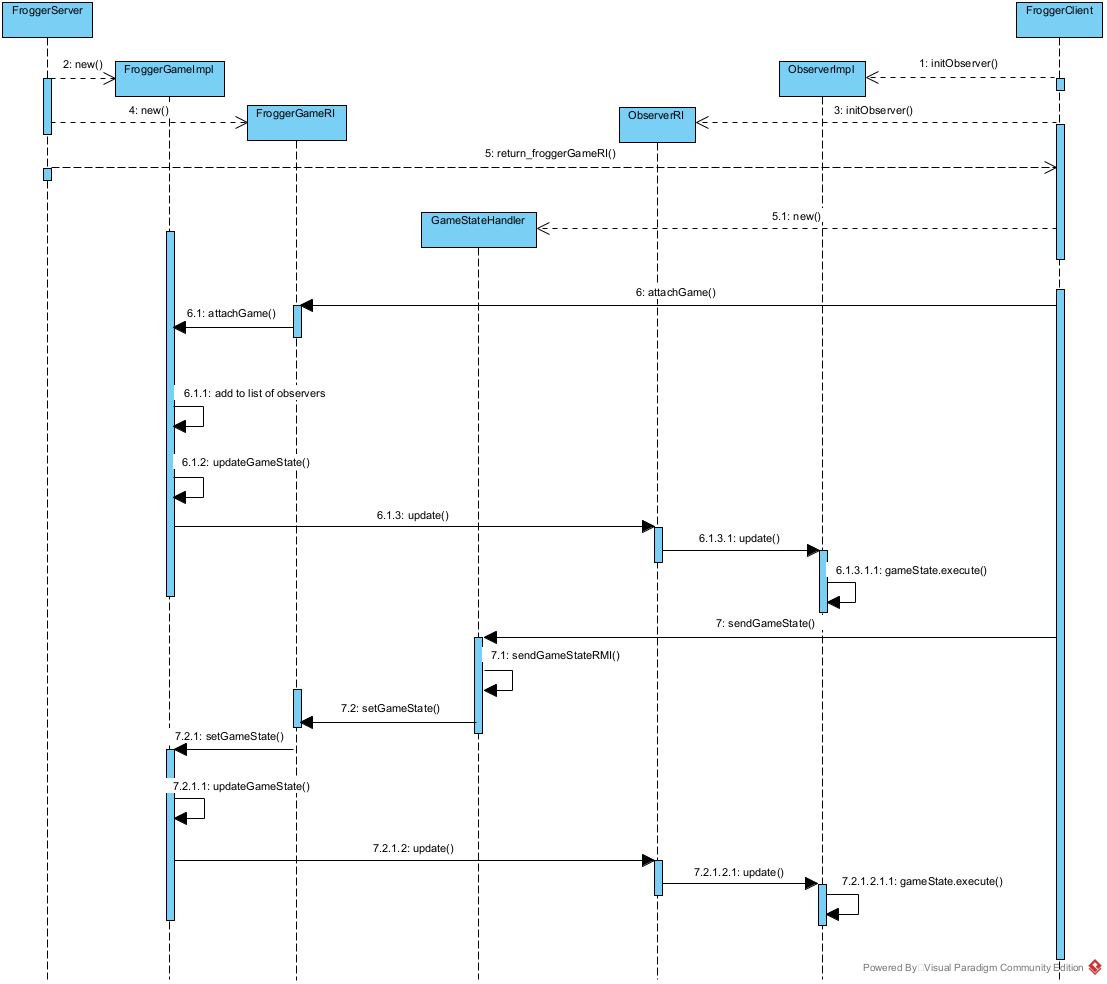 FroggerServer
FroggerClient
2: new()
FroggerGameImpl
ObserverImpl
1: initObserver()
4: new()
FroggerGameRI
ObserverRI
3: initObserver()
5: return_froggerGameRI()
GameStateHandler
5.1: new()
6: attachGame()
6.1: attachGame()
6.1.1: add to list of observers
6.1.2: updateGameState()
6.1.3: update()
6.1.3.1: update()
6.1.3.1.1: gameState.execute()
7: sendGameState()
7.1: sendGameStateRMI()
7.2: setGameState()
7.2.1: setGameState()
7.2.1.1: updateGameState()
7.2.1.2: update()
7.2.1.2.1: update()
7.2.1.2.1.1: gameState.execute()
Powered By Visual Paradigm Community Edition